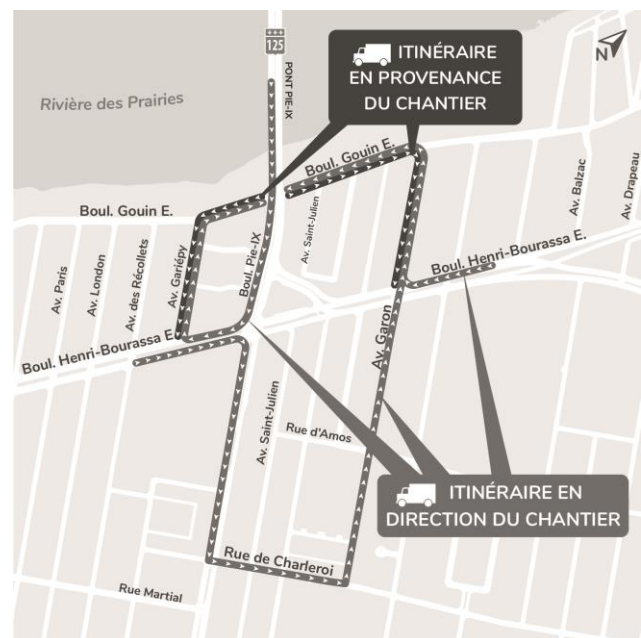 125
PONT PIE-IX
N
ITINÉRAIRE
EN PROVENANCE
DU CHANTIER
Rivière des Prairies
Boul. Gouin E.
Boul. Gouin E.
Av. Saint-Julien
Av. Balzac
Av. Drapeau
Av. Paris
Av. London
Av. des Récollets
Av. Gariépy
Boul. Pie-IX
Boul. Henri-Bourassa E.
Boul. Henri-Bourassa E.
Av. Garon
Av. Saint-Julien
Rue d'Amos
ITINÉRAIRE EN
DIRECTION DU CHANTIER
Rue de Charleroi
Rue Martial